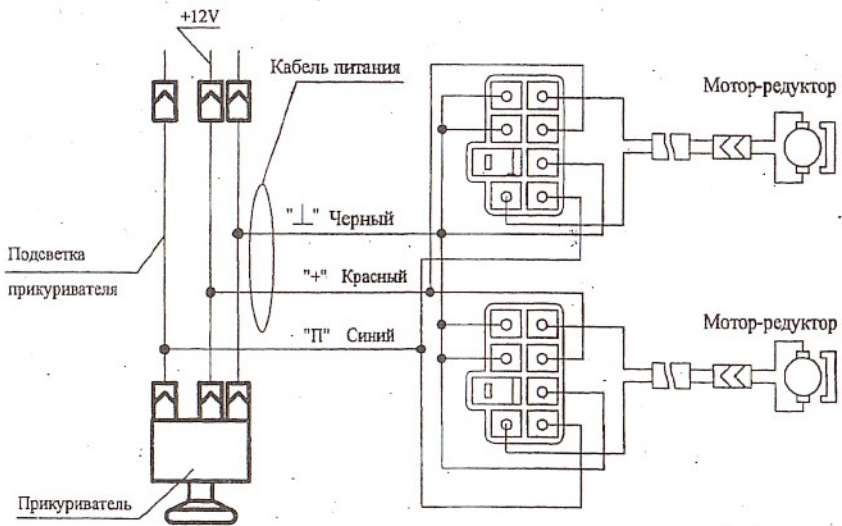 +12V
Кабель питания
Мотор-редуктор
"⊥" Черный
Подсветка
прикуривателя
"+" Красный
"П" Синий
Мотор-редуктор
Прикуриватель